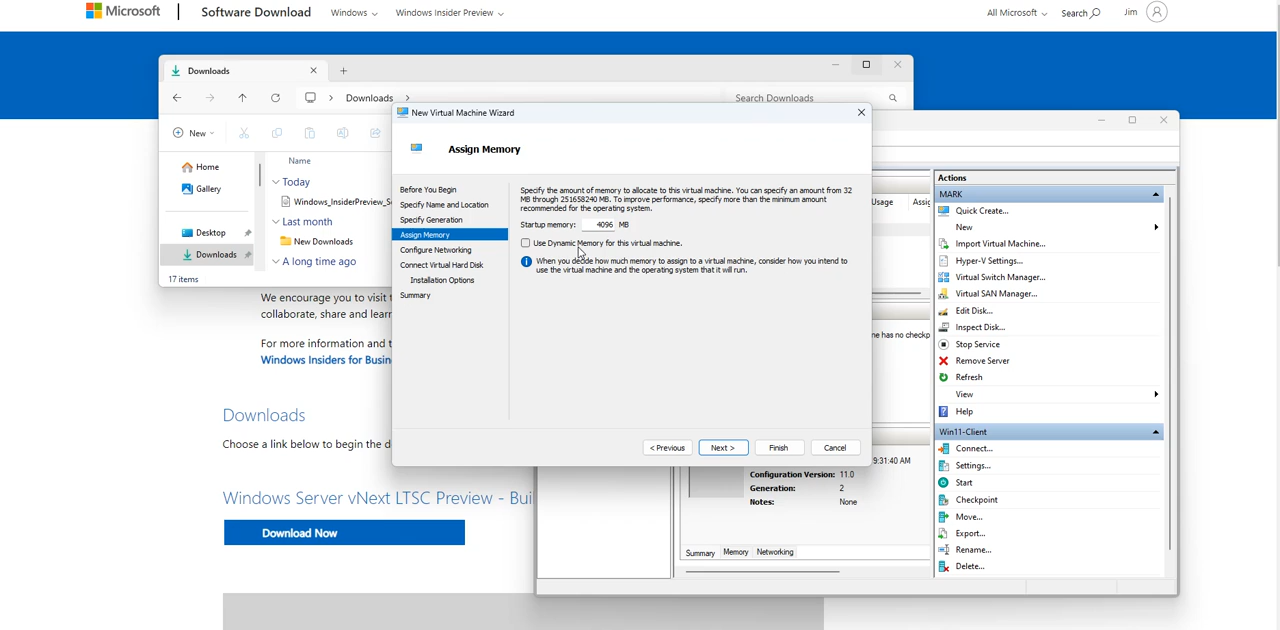 Microsoft
Software Download
Windows
Windows Insider Preview
All Microsoft
Search
Jim
Downloads
Downloads
Search Downloads
New
Home
Gallery
Desktop
Downloads
17 items
Name
Today
Windows_InsiderPreview_S
Last month
New Downloads
A long time ago
New Virtual Machine Wizard
Assign Memory
Before You Begin
Specify Name and Location
Specify Generation
Assign Memory
Configure Networking
Connect Virtual Hard Disk
Installation Options
Summary
Specify the amount of memory to allocate to this virtual machine. You can specify an amount from 32
MB through 251658240 MB. To improve performance, specify more than the minimum amount
recommended for the operating system.
Startup memory: 4096 MB
Use Dynamic Memory for this virtual machine.
When you decide how much memory to assign to a virtual machine, consider how you intend to
use the virtual machine and the operating system that it will run.
< Previous
Next >
Finish
Cancel
Usage
Assig
ne has no checkp
9:31:40 AM
Configuration Version: 11.0
Generation: 2
Notes: None
Summary
Memory
Networking
Actions
MARK
Quick Create...
New
Import Virtual Machine...
Hyper-V Settings...
Virtual Switch Manager...
Virtual SAN Manager...
Edit Disk...
Inspect Disk...
Stop Service
Remove Server
Refresh
View
Help
Win11-Client
Connect...
Settings...
Start
Checkpoint
Move...
Export...
Rename...
Delete...
We encourage you to visit t
collaborate, share and learn
For more information and t
Windows Insiders for Busin
Downloads
Choose a link below to begin the d
Windows Server vNext LTSC Preview - Bui
Download Now